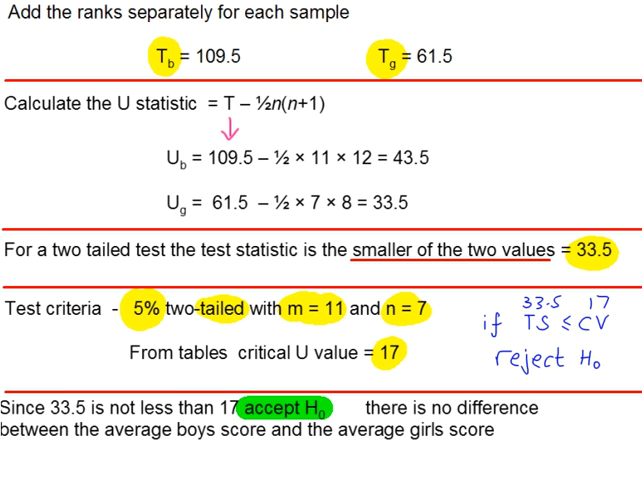 Add the ranks separately for each sample
T_b = 109.5 T_g = 61.5
Calculate the U statistic = T – ½n(n+1)
U_b = 109.5 – ½ × 11 × 12 = 43.5
U_g = 61.5 – ½ × 7 × 8 = 33.5
For a two tailed test the test statistic is the smaller of the two values = 33.5
Test criteria - 5% two-tailed with m = 11 and n = 7
33.5 17
if TS ≤ CV
From tables critical U value = 17
reject H₀
Since 33.5 is not less than 17 accept H₀ there is no difference
between the average boys score and the average girls score